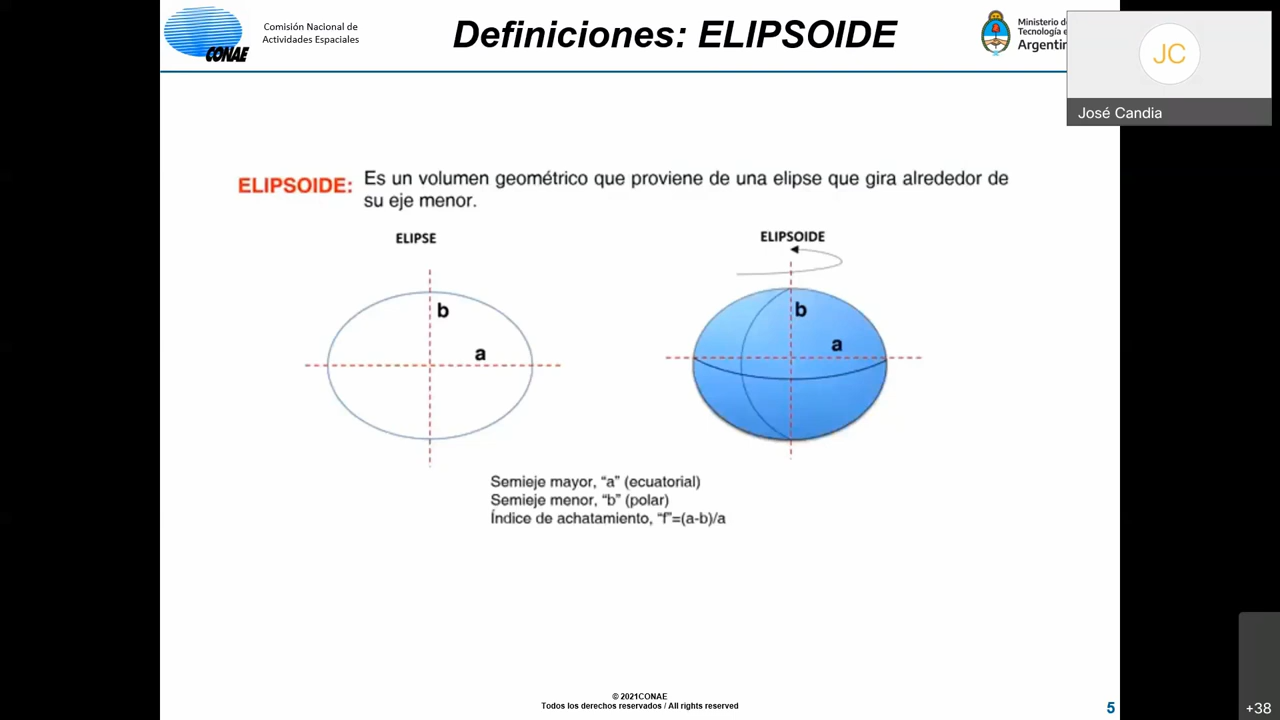 CONAE
Comisión Nacional de
Actividades Espaciales
Definiciones: ELIPSOIDE
Ministerio de
Tecnología e
Argentin
JC
José Candia
ELIPSOIDE:
Es un volumen geométrico que proviene de una elipse que gira alrededor de
su eje menor.
ELIPSE
ELIPSOIDE
b
a
b
a
Semieje mayor, “a” (ecuatorial)
Semieje menor, “b” (polar)
Índice de achatamiento, “f”=(a-b)/a
© 2021CONAE
Todos los derechos reservados / All rights reserved
5
+38